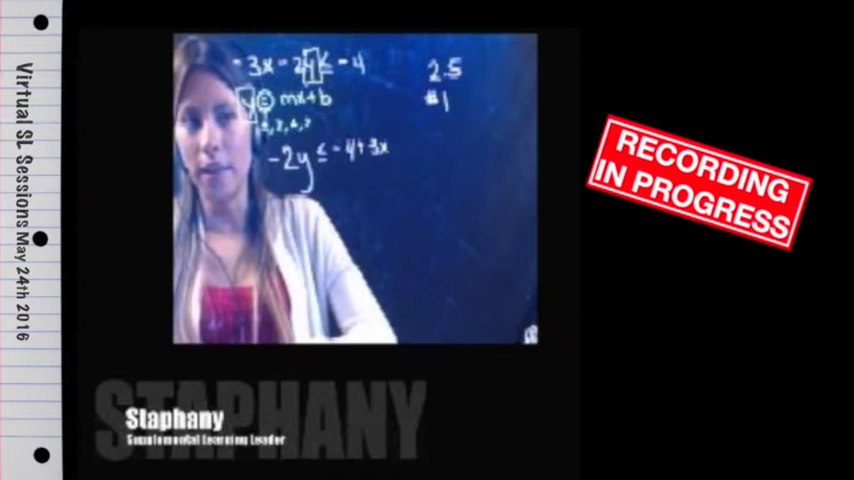 Virtual SL Sessions May 24th 2016
- 3x - 2y ≤ - 4
y = mx+b
-2y ≤ - 4 + 3x
2.5
#1
RECORDING
IN PROGRESS
STAPHANY
Staphany
Supplemental Learning Leader